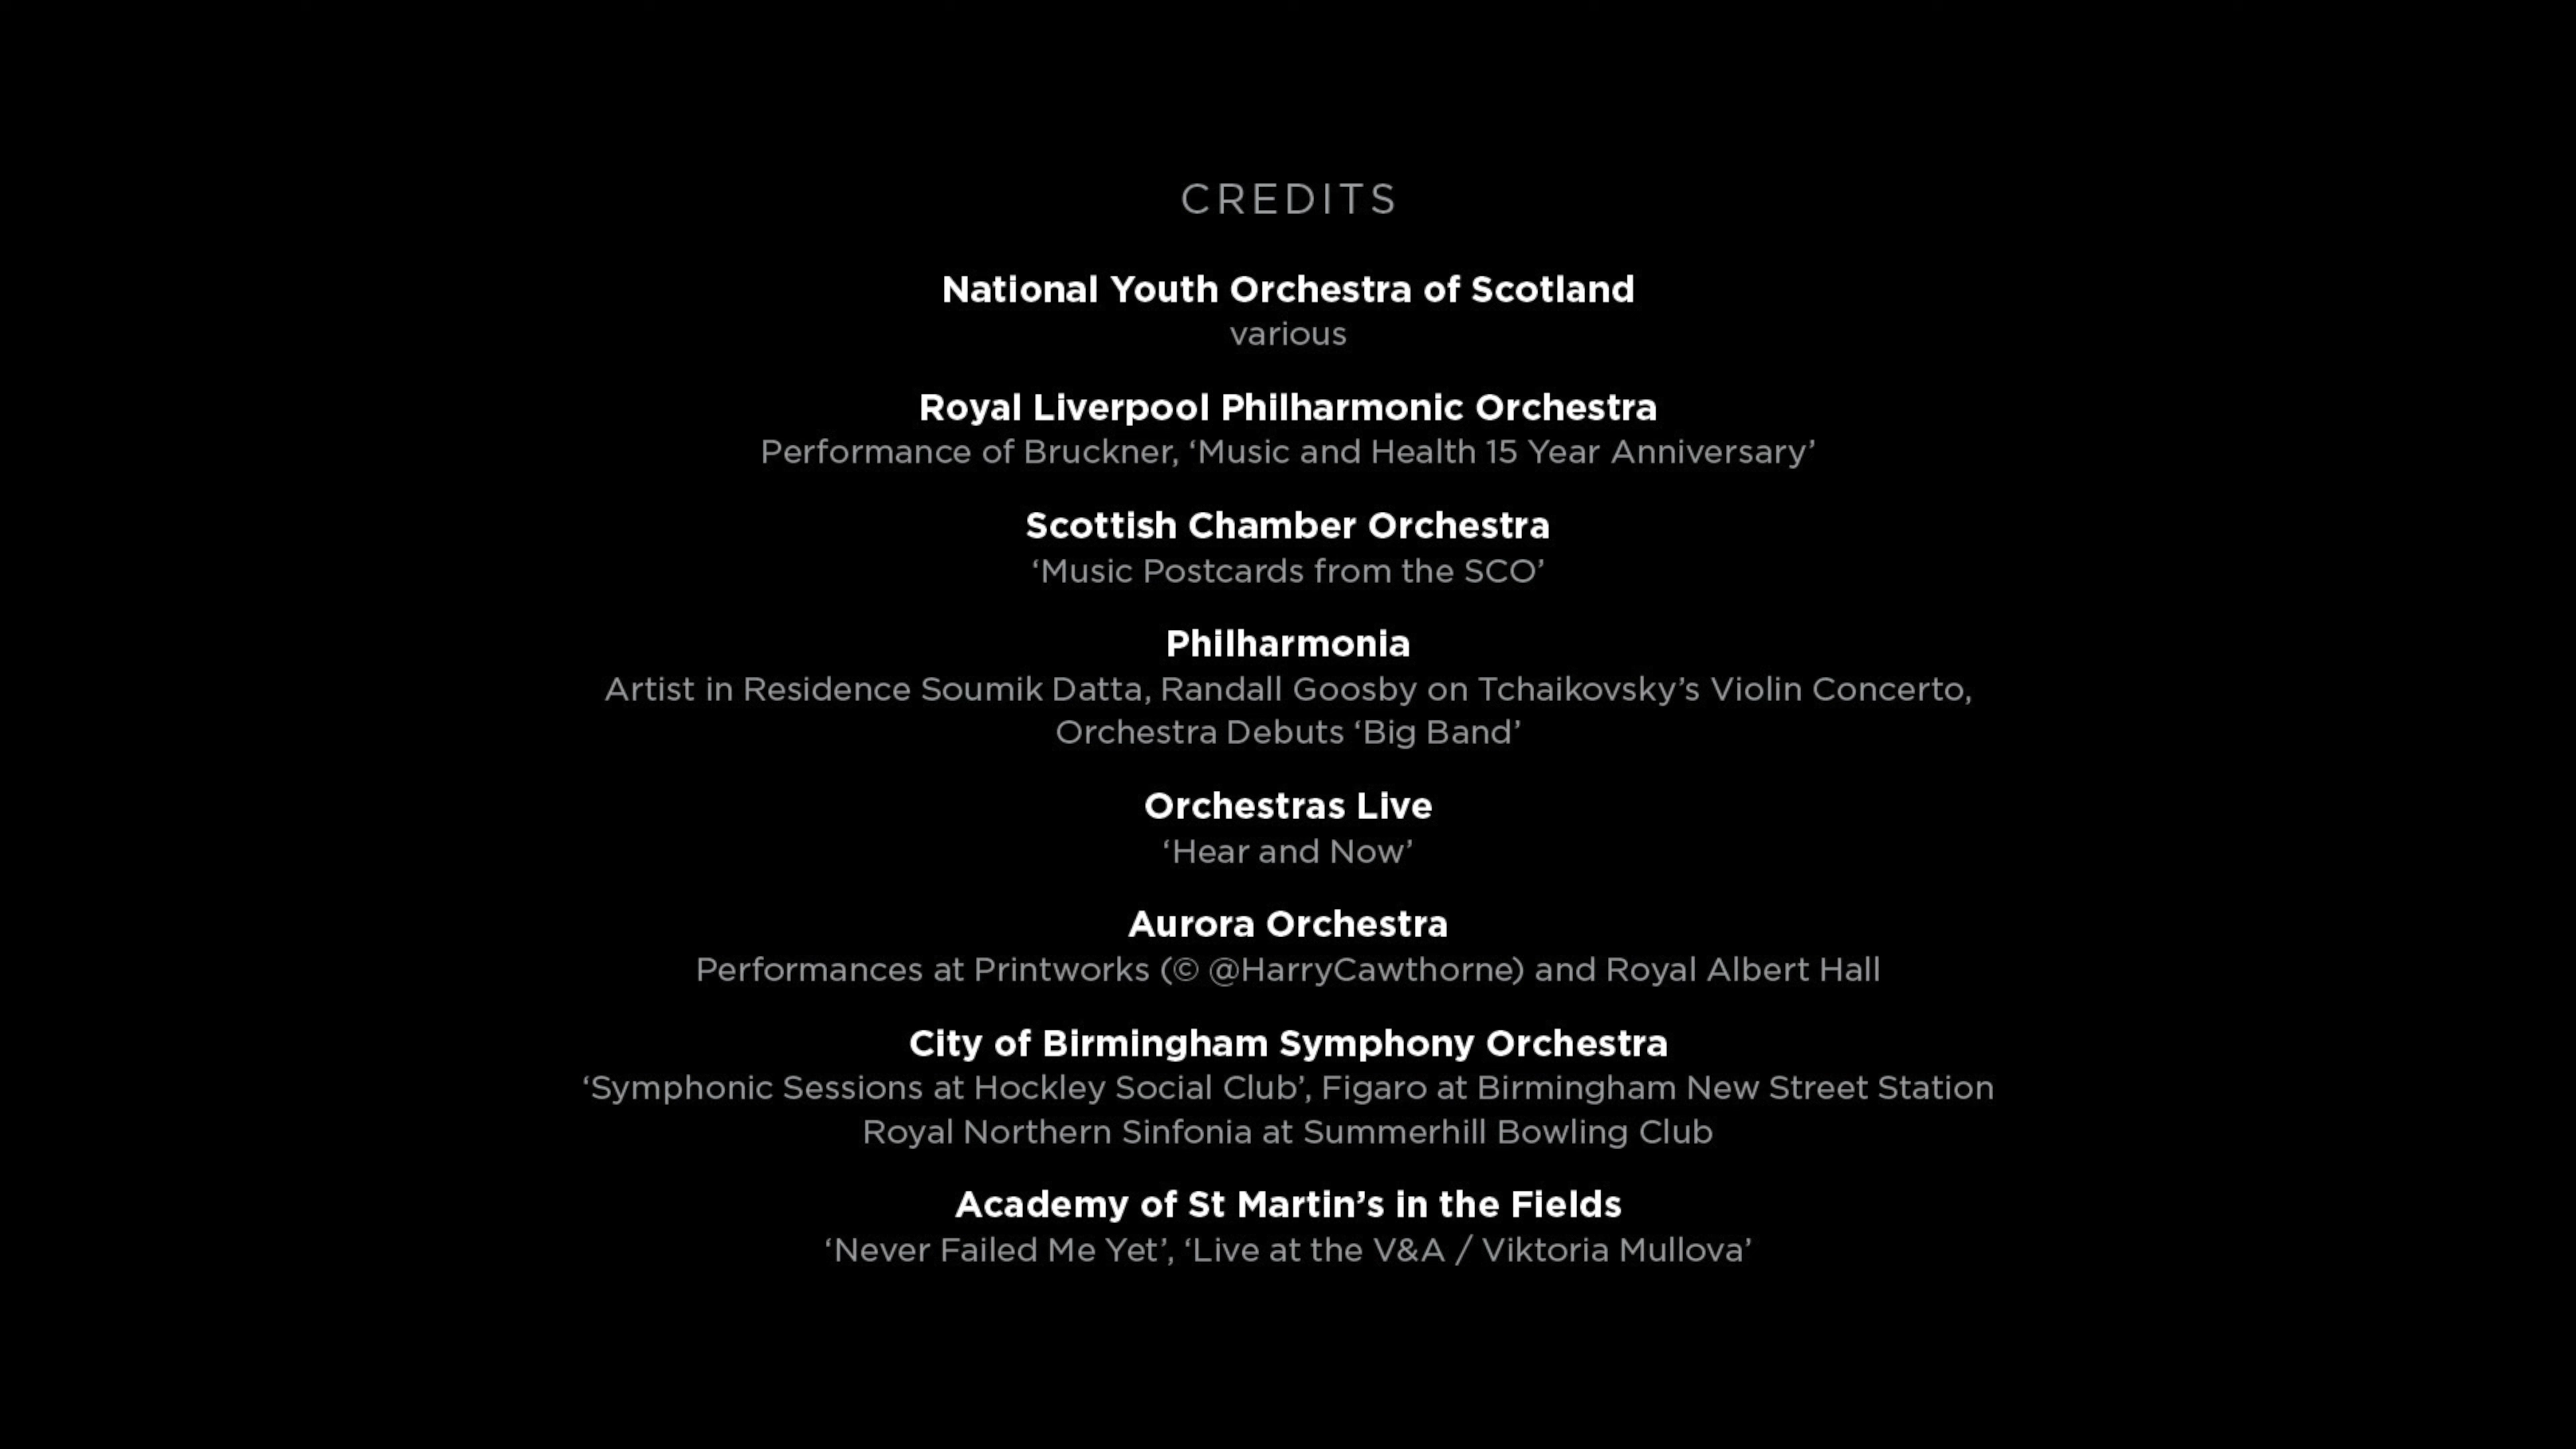 CREDITS
National Youth Orchestra of Scotland
various
Royal Liverpool Philharmonic Orchestra
Performance of Bruckner, ‘Music and Health 15 Year Anniversary’
Scottish Chamber Orchestra
‘Music Postcards from the SCO’
Philharmonia
Artist in Residence Soumik Datta, Randall Goosby on Tchaikovsky’s Violin Concerto,
Orchestra Debuts ‘Big Band’
Orchestras Live
‘Hear and Now’
Aurora Orchestra
Performances at Printworks (© @HarryCawthorne) and Royal Albert Hall
City of Birmingham Symphony Orchestra
‘Symphonic Sessions at Hockley Social Club’, Figaro at Birmingham New Street Station
Royal Northern Sinfonia at Summerhill Bowling Club
Academy of St Martin’s in the Fields
‘Never Failed Me Yet’, ‘Live at the V&A / Viktoria Mullova’